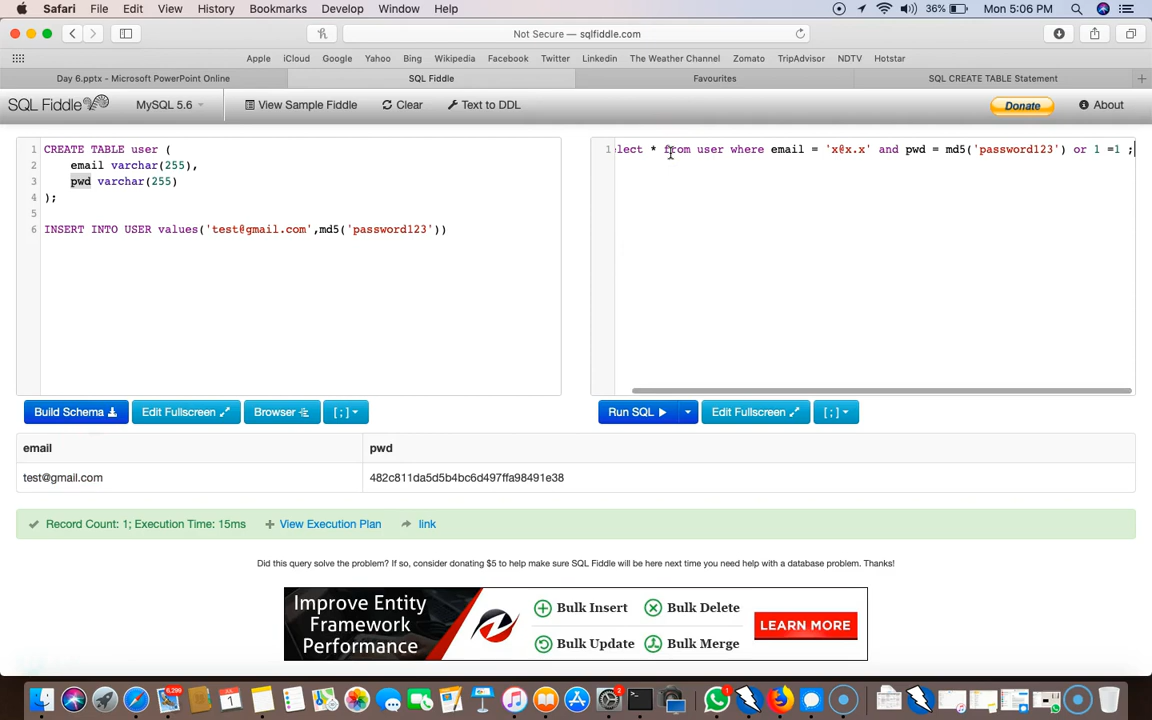 Safari File Edit View History Bookmarks Develop Window Help 36% Mon 5:06 PM
Not Secure — sqlfiddle.com
Apple iCloud Google Yahoo Bing Wikipedia Facebook Twitter Linkedin The Weather Channel Zomato TripAdvisor NDTV Hotstar
Day 6.pptx - Microsoft PowerPoint Online SQL Fiddle Favourites SQL CREATE TABLE Statement
SQL Fiddle MySQL 5.6 View Sample Fiddle Clear Text to DDL Donate About
1 CREATE TABLE user (
2 email varchar(255),
3 pwd varchar(255)
4 );
5
6 INSERT INTO USER values('test@gmail.com',md5('password123'))
1 lect * from user where email = 'x@x.x' and pwd = md5('password123') or 1 =1 ;
Build Schema Edit Fullscreen Browser [ ; ] Run SQL Edit Fullscreen [ ; ]
email pwd
test@gmail.com 482c811da5d5b4bc6d497ffa98491e38
Record Count: 1; Execution Time: 15ms View Execution Plan link
Did this query solve the problem? If so, consider donating $5 to help make sure SQL Fiddle will be here next time you need help with a database problem. Thanks!
Improve Entity
Framework
Performance
Bulk Insert Bulk Delete
Bulk Update Bulk Merge
LEARN MORE